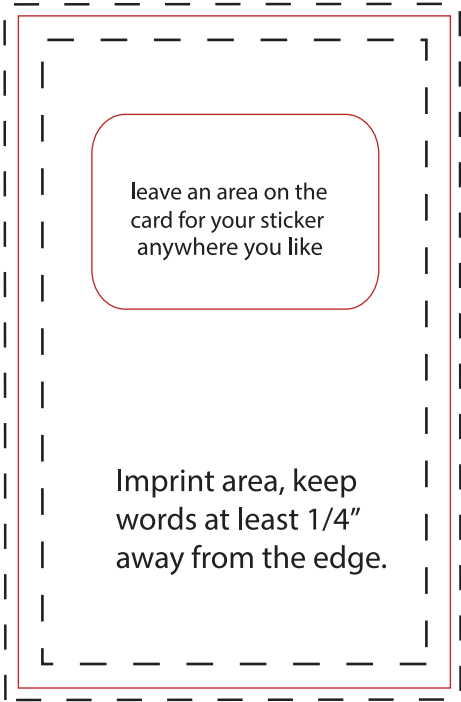 leave an area on the
card for your sticker
anywhere you like
Imprint area, keep
words at least 1/4”
away from the edge.